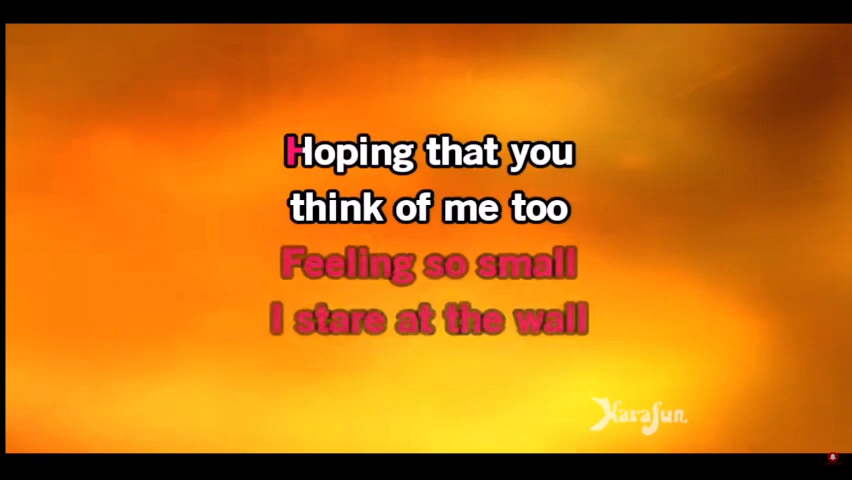 Hoping that you
think of me too
Feeling so small
I stare at the wall
KaraFun